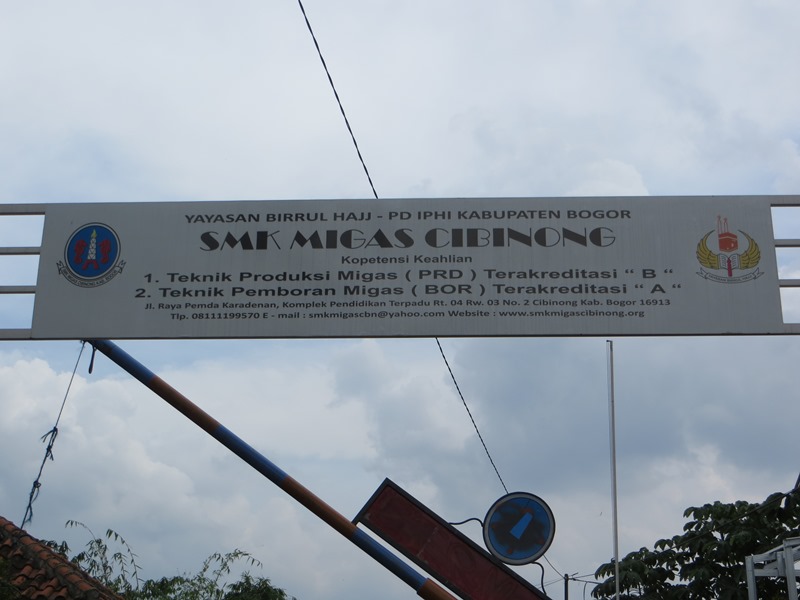 YAYASAN BIRRUL HAJJ - PD IPHI KABUPATEN BOGOR
SMK MIGAS CIBINONG
Kopetensi Keahlian
1. Teknik Produksi Migas ( PRD ) Terakreditasi “ B “
2. Teknik Pemboran Migas ( BOR ) Terakreditasi “ A “
Jl. Raya Pemda Karadenan, Komplek Pendidikan Terpadu Rt. 04 Rw. 03 No. 2 Cibinong Kab. Bogor 16913
Tlp. 08111199570 E - mail : smkmigascbn@yahoo.com Website : www.smkmigascibinong.org